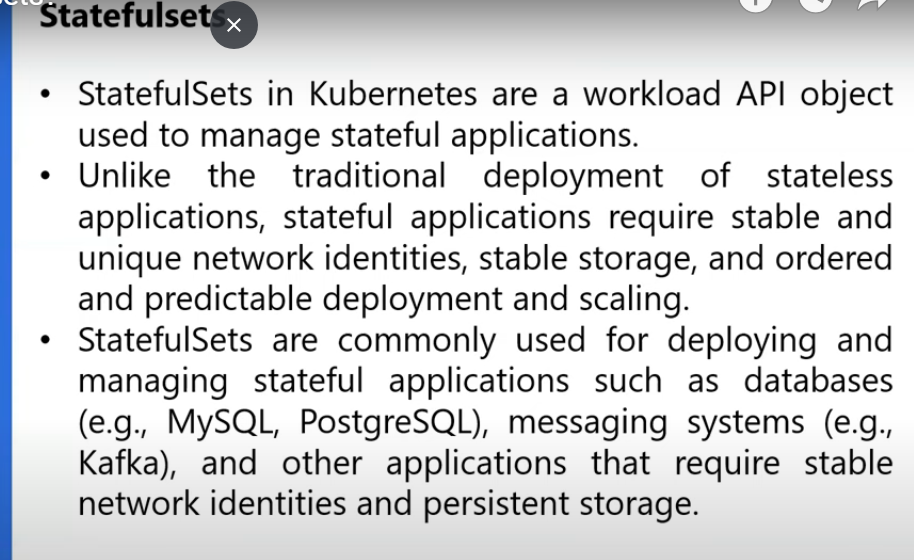 Statefulsets
• StatefulSets in Kubernetes are a workload API object
used to manage stateful applications.
• Unlike the traditional deployment of stateless
applications, stateful applications require stable and
unique network identities, stable storage, and ordered
and predictable deployment and scaling.
• StatefulSets are commonly used for deploying and
managing stateful applications such as databases
(e.g., MySQL, PostgreSQL), messaging systems (e.g.,
Kafka), and other applications that require stable
network identities and persistent storage.